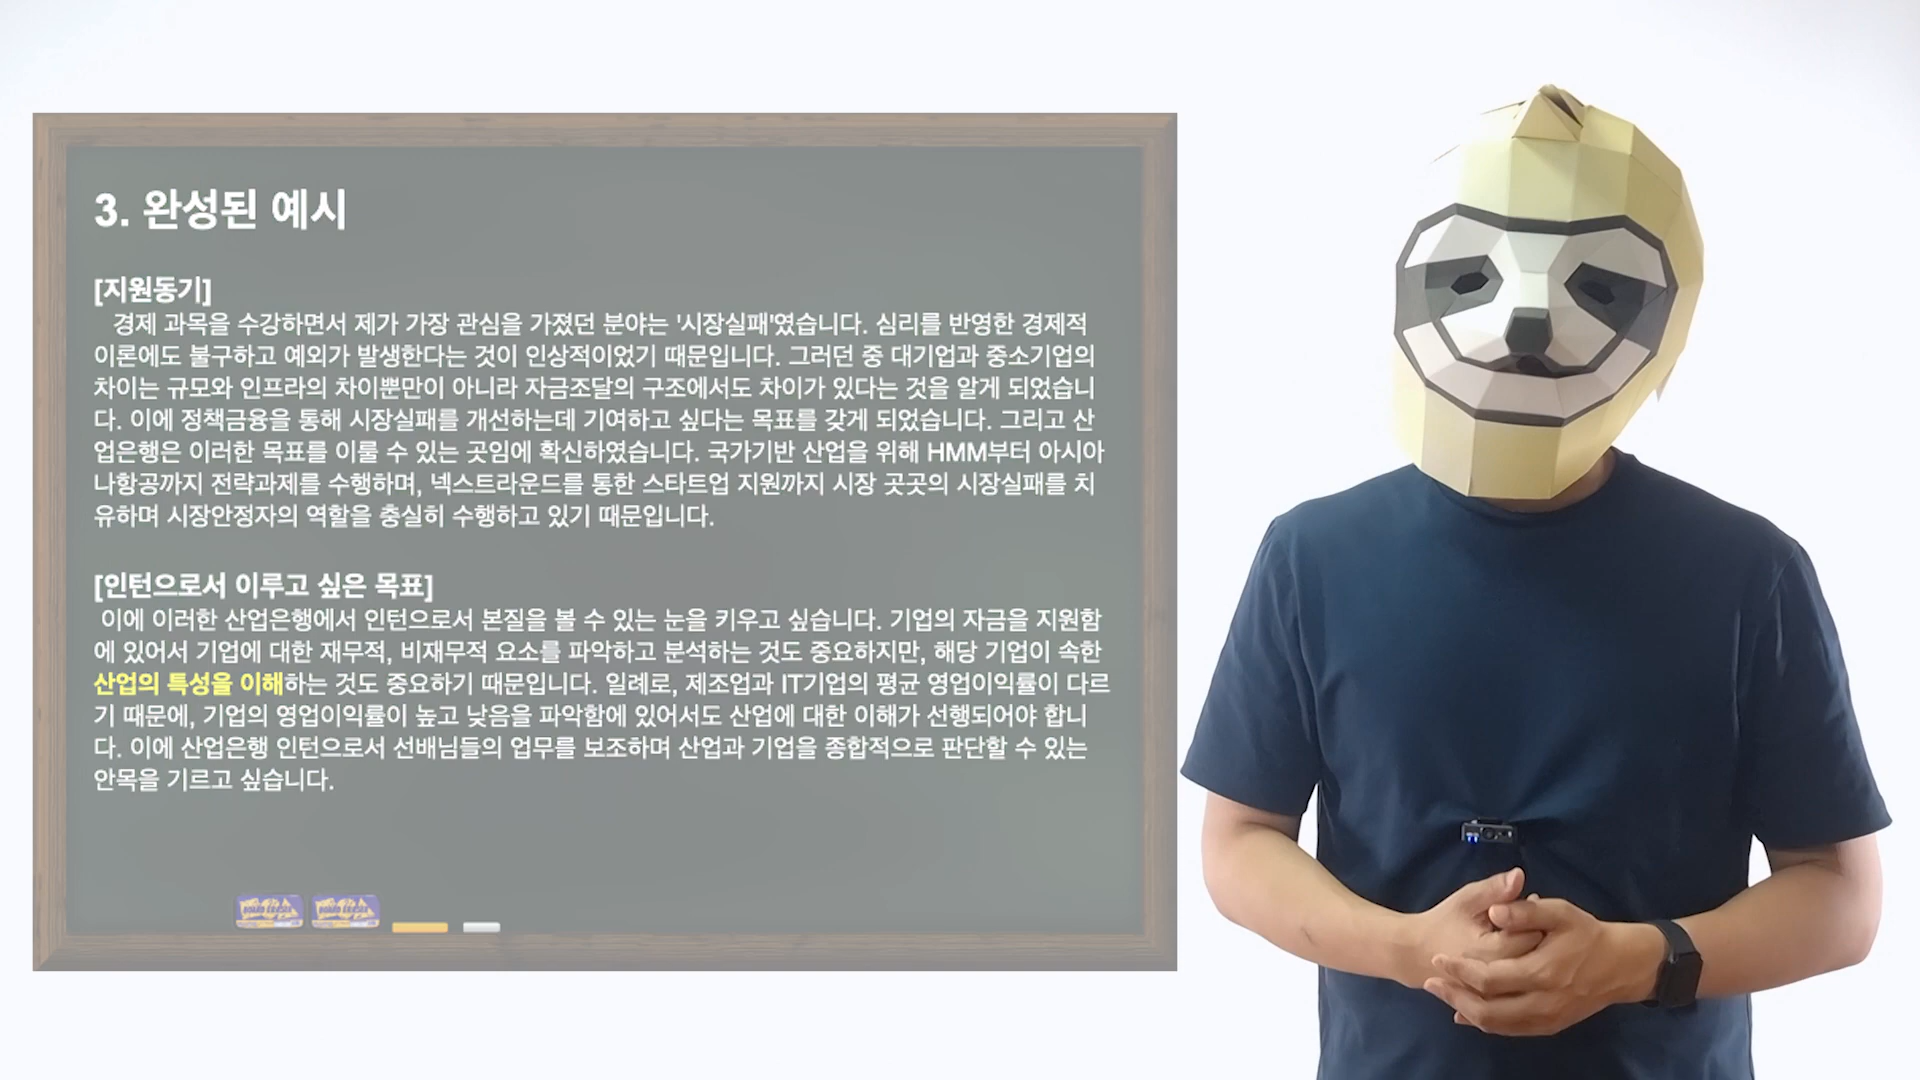 3. 완성된 예시
[지원동기]
경제 과목을 수강하면서 제가 가장 관심을 가졌던 분야는 '시장실패'였습니다. 심리를 반영한 경제적
이론에도 불구하고 예외가 발생한다는 것이 인상적이었기 때문입니다. 그러던 중 대기업과 중소기업의
차이는 규모와 인프라의 차이뿐만이 아니라 자금조달의 구조에서도 차이가 있다는 것을 알게 되었습니
다. 이에 정책금융을 통해 시장실패를 개선하는데 기여하고 싶다는 목표를 갖게 되었습니다. 그리고 산
업은행은 이러한 목표를 이룰 수 있는 곳임에 확신하였습니다. 국가기반 산업을 위해 HMM부터 아시아
나항공까지 전략과제를 수행하며, 넥스트라운드를 통한 스타트업 지원까지 시장 곳곳의 시장실패를 치
유하며 시장안정자의 역할을 충실히 수행하고 있기 때문입니다.
[인턴으로서 이루고 싶은 목표]
이에 이러한 산업은행에서 인턴으로서 본질을 볼 수 있는 눈을 키우고 싶습니다. 기업의 자금을 지원함
에 있어서 기업에 대한 재무적, 비재무적 요소를 파악하고 분석하는 것도 중요하지만, 해당 기업이 속한
산업의 특성을 이해하는 것도 중요하기 때문입니다. 일례로, 제조업과 IT기업의 평균 영업이익률이 다르
기 때문에, 기업의 영업이익률이 높고 낮음을 파악함에 있어서도 산업에 대한 이해가 선행되어야 합니
다. 이에 산업은행 인턴으로서 선배님들의 업무를 보조하며 산업과 기업을 종합적으로 판단할 수 있는
안목을 기르고 싶습니다.